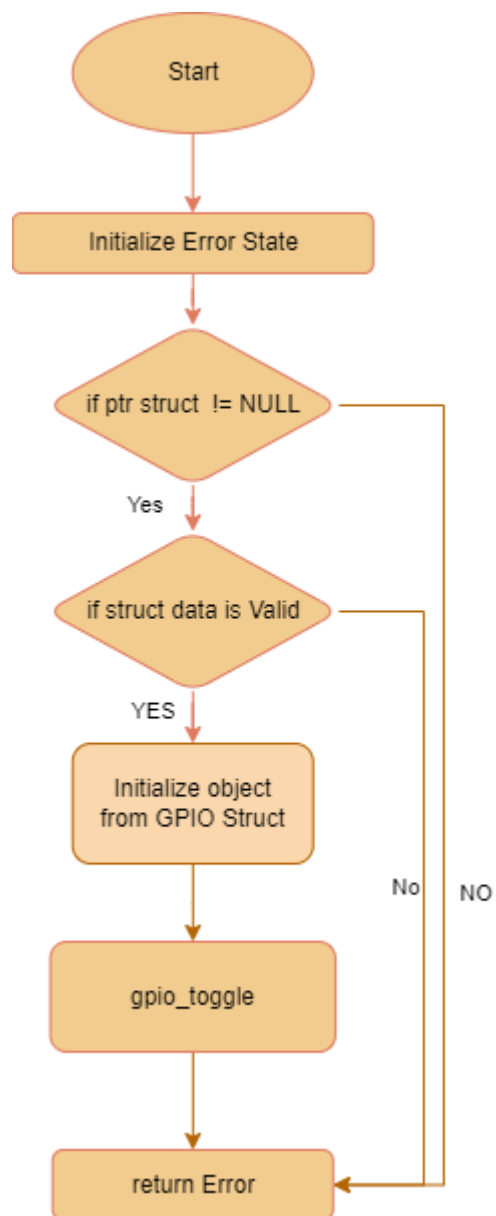 Start
Initialize Error State
if ptr struct != NULL
Yes
if struct data is Valid
YES
Initialize object
from GPIO Struct
No
NO
gpio_toggle
return Error